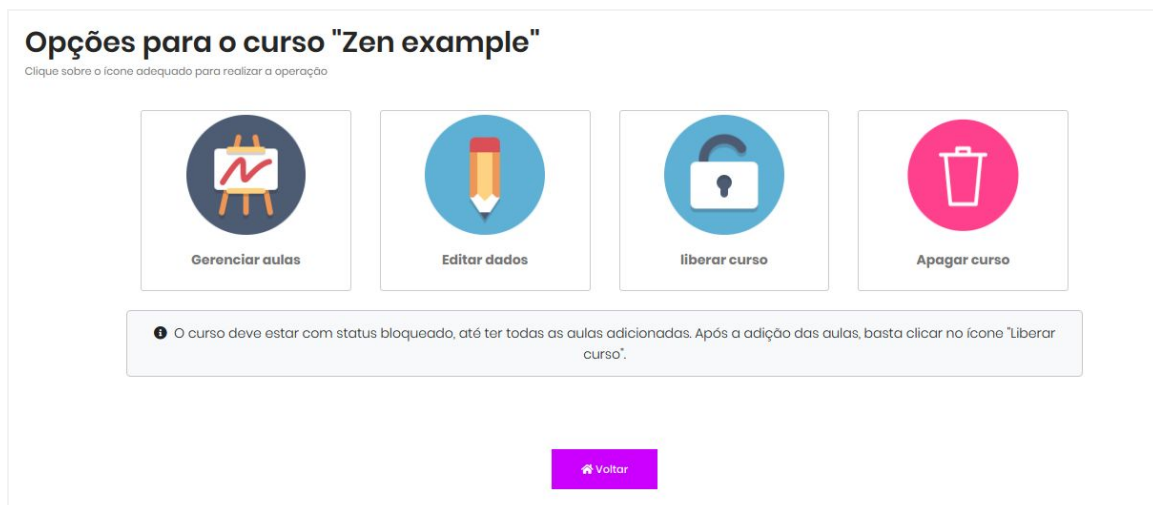 Opções para o curso "Zen example"
Clique sobre o ícone adequado para realizar a operação
Gerenciar aulas
Editar dados
liberar curso
Apagar curso
O curso deve estar com status bloqueado, até ter todas as aulas adicionadas. Após a adição das aulas, basta clicar no ícone "Liberar
curso".
Voltar